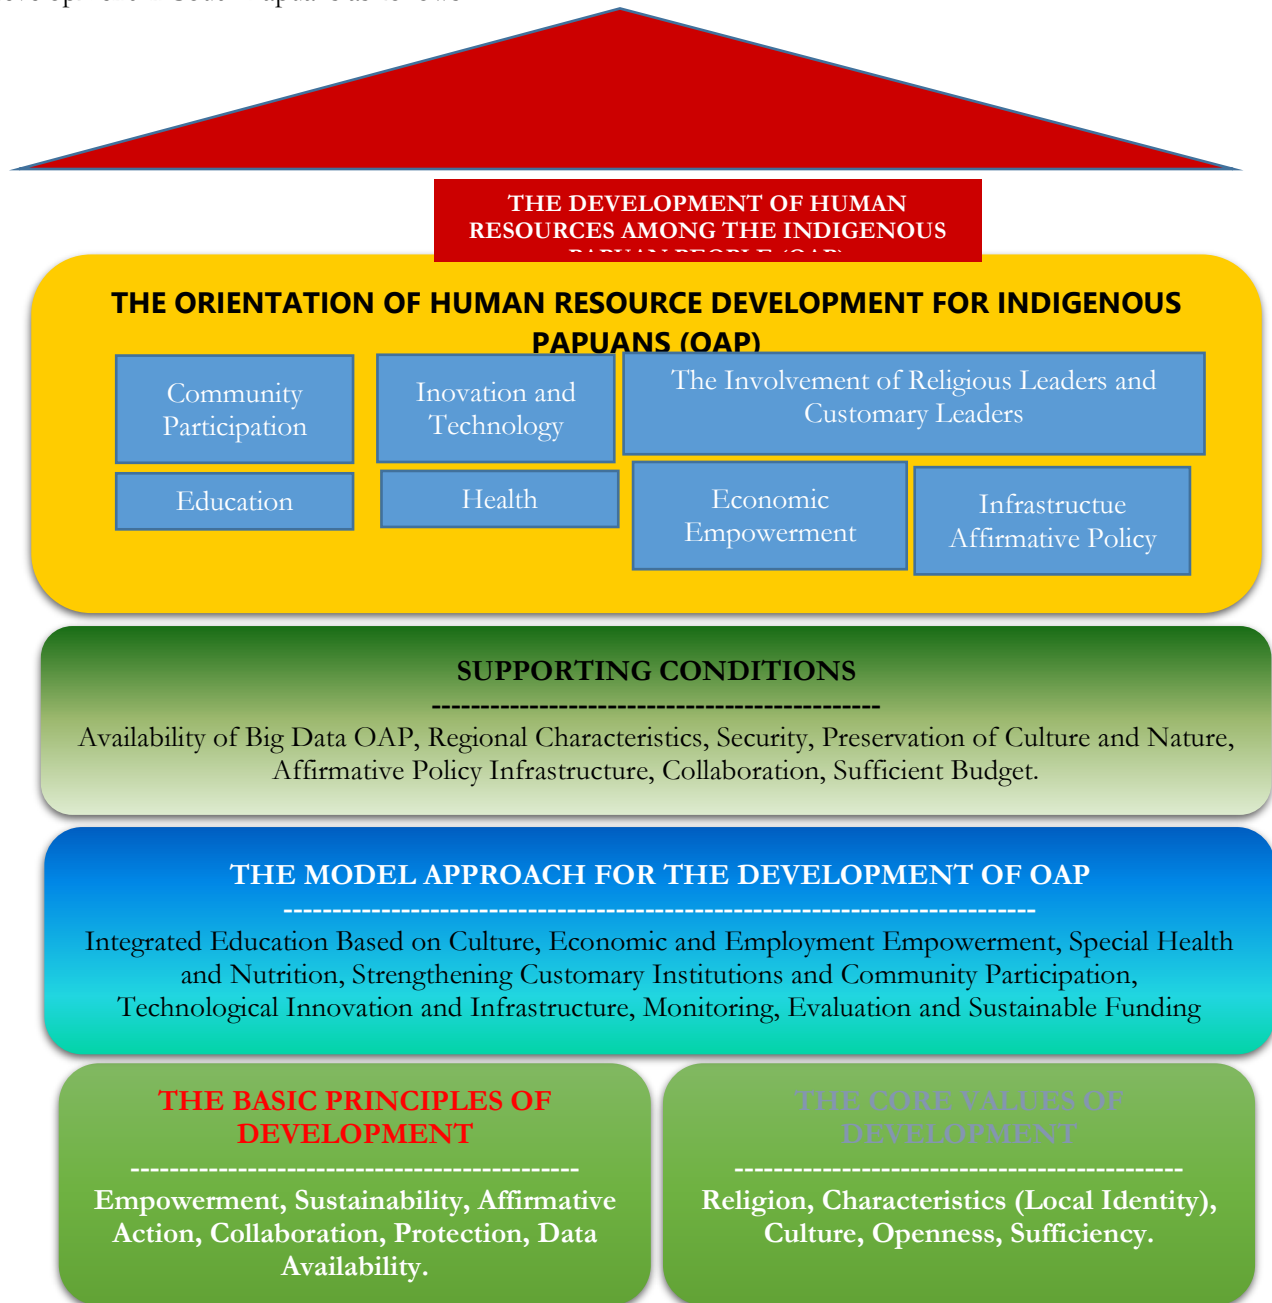 THE DEVELOPMENT OF HUMAN
RESOURCES AMONG THE INDIGENOUS
PAPUAN PEOPLE (OAP)
THE ORIENTATION OF HUMAN RESOURCE DEVELOPMENT FOR INDIGENOUS
PAPUANS (OAP)
Community
Participation
Inovation and
Technology
The Involvement of Religious Leaders and
Customary Leaders
Education
Health
Economic
Empowerment
Infrastructue
Affirmative Policy
SUPPORTING CONDITIONS
----------------------------------------------
Availability of Big Data OAP, Regional Characteristics, Security, Preservation of Culture and Nature,
Affirmative Policy Infrastructure, Collaboration, Sufficient Budget.
THE MODEL APPROACH FOR THE DEVELOPMENT OF OAP
-----------------------------------------------------------------------------
Integrated Education Based on Culture, Economic and Employment Empowerment, Special Health
and Nutrition, Strengthening Customary Institutions and Community Participation,
Technological Innovation and Infrastructure, Monitoring, Evaluation and Sustainable Funding
THE BASIC PRINCIPLES OF
DEVELOPMENT
----------------------------------------------
Empowerment, Sustainability, Affirmative
Action, Collaboration, Protection, Data
Availability.
THE CORE VALUES OF
DEVELOPMENT
----------------------------------------------
Religion, Characteristics (Local Identity),
Culture, Openness, Sufficiency.